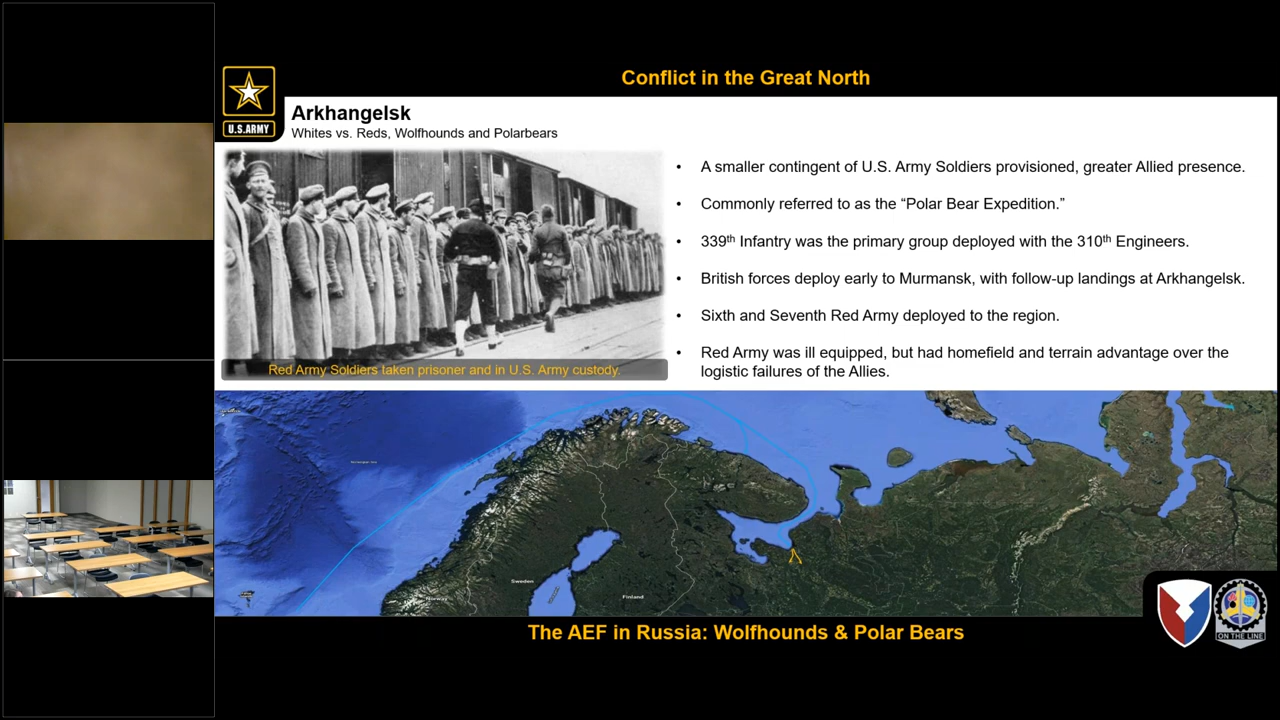 Conflict in the Great North
U.S.ARMY
Arkhangelsk
Whites vs. Reds, Wolfhounds and Polarbears
Red Army Soldiers taken prisoner and in U.S. Army custody.
• A smaller contingent of U.S. Army Soldiers provisioned, greater Allied presence.
• Commonly referred to as the “Polar Bear Expedition.”
• 339th Infantry was the primary group deployed with the 310th Engineers.
• British forces deploy early to Murmansk, with follow-up landings at Arkhangelsk.
• Sixth and Seventh Red Army deployed to the region.
• Red Army was ill equipped, but had homefield and terrain advantage over the
logistic failures of the Allies.
Sweden
Finland
Norway
ON THE LINE
The AEF in Russia: Wolfhounds & Polar Bears